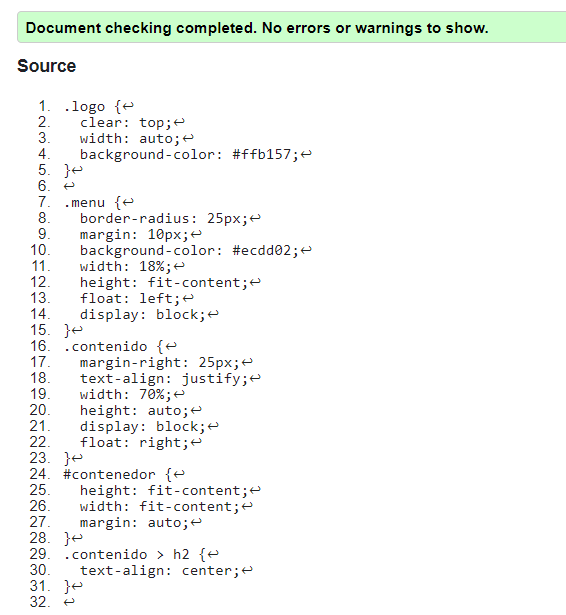 Document checking completed. No errors or warnings to show.
Source
1. .logo {↩
2. clear: top;↩
3. width: auto;↩
4. background-color: #ffb157;↩
5. }↩
6. ↩
7. .menu {↩
8. border-radius: 25px;↩
9. margin: 10px;↩
10. background-color: #ecdd02;↩
11. width: 18%;↩
12. height: fit-content;↩
13. float: left;↩
14. display: block;↩
15. }↩
16. .contenido {↩
17. margin-right: 25px;↩
18. text-align: justify;↩
19. width: 70%;↩
20. height: auto;↩
21. display: block;↩
22. float: right;↩
23. }↩
24. #contenedor {↩
25. height: fit-content;↩
26. width: fit-content;↩
27. margin: auto;↩
28. }↩
29. .contenido > h2 {↩
30. text-align: center;↩
31. }↩
32. ↩